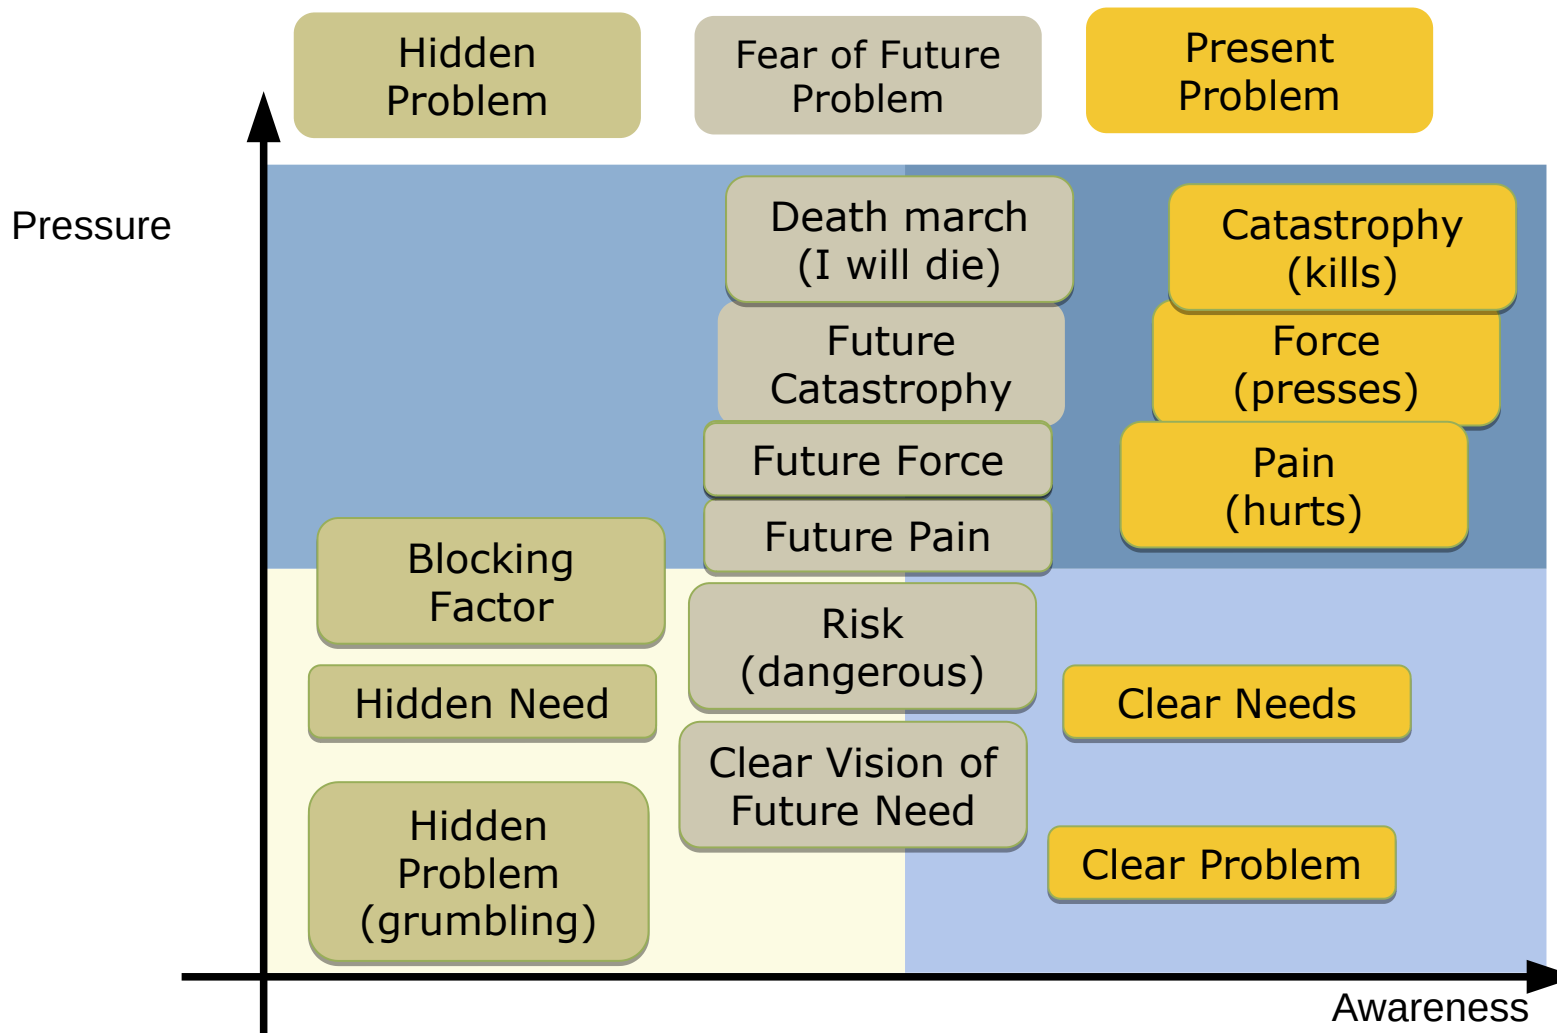 Hidden
Problem
Fear of Future
Problem
Present
Problem
Pressure
Death march
(I will die)
Catastrophy
(kills)
Future
Catastrophy
Force
(presses)
Future Force
Pain
(hurts)
Future Pain
Blocking
Factor
Risk
(dangerous)
Hidden Need
Clear Needs
Clear Vision of
Future Need
Hidden
Problem
(grumbling)
Clear Problem
Awareness